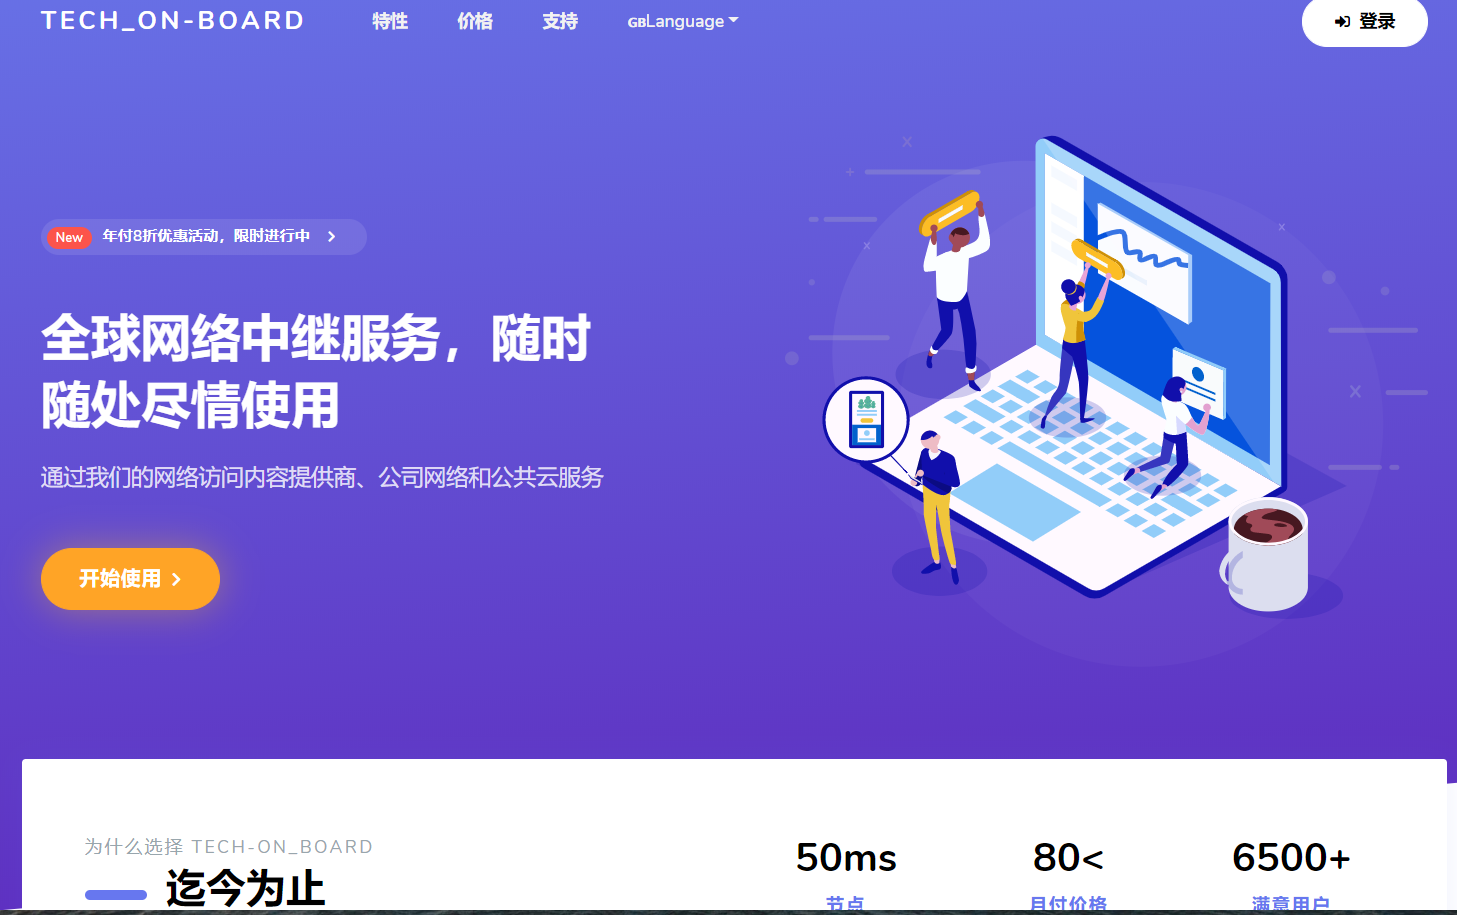 TECH_ON-BOARD 特性 价格 支持 GBLanguage 登录
New 年付8折优惠活动，限时进行中
全球网络中继服务，随时
随处尽情使用
通过我们的网络访问内容提供商、公司网络和公共云服务
开始使用
为什么选择 TECH-ON_BOARD
迄今为止
50ms 80< 6500+
节点 月付价格 满意用户